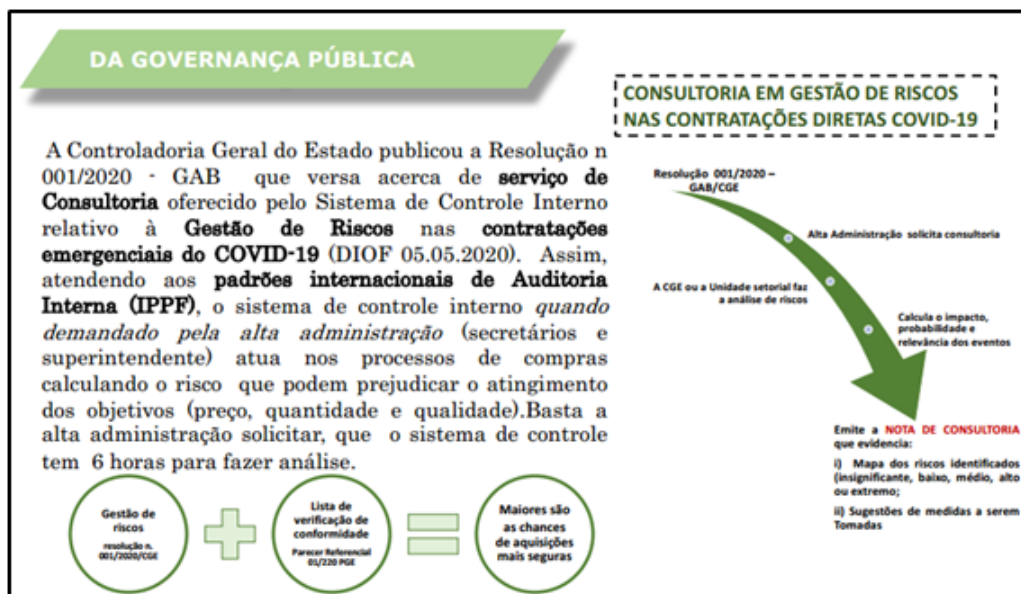 DA GOVERNANÇA PÚBLICA
A Controladoria Geral do Estado publicou a Resolução n
001/2020 - GAB que versa acerca de serviço de
Consultoria oferecido pelo Sistema de Controle Interno
relativo à Gestão de Riscos nas contratações
emergenciais do COVID-19 (DIOF 05.05.2020). Assim,
atendendo aos padrões internacionais de Auditoria
Interna (IPPF), o sistema de controle interno quando
demandado pela alta administração (secretários e
superintendente) atua nos processos de compras
calculando o risco que podem prejudicar o atingimento
dos objetivos (preço, quantidade e qualidade).Basta a
alta administração solicitar, que o sistema de controle
tem 6 horas para fazer análise.
Gestão de
riscos
resolução n.
001/2020/CGE
Lista de
verificação de
conformidade
Parecer Referencial
01/220 PGE
Maiores são
as chances
de aquisições
mais seguras
CONSULTORIA EM GESTÃO DE RISCOS
NAS CONTRATAÇÕES DIRETAS COVID-19
Resolução 001/2020 –
GAB/CGE
Alta Administração solicita consultoria
A CGE ou a Unidade setorial faz
a análise de riscos
Calcula o impacto,
probabilidade e
relevância dos eventos
Emite a NOTA DE CONSULTORIA
que evidencia:
i) Mapa dos riscos identificados
(insignificante, baixo, médio, alto
ou extremo;
ii) Sugestões de medidas a serem
Tomadas